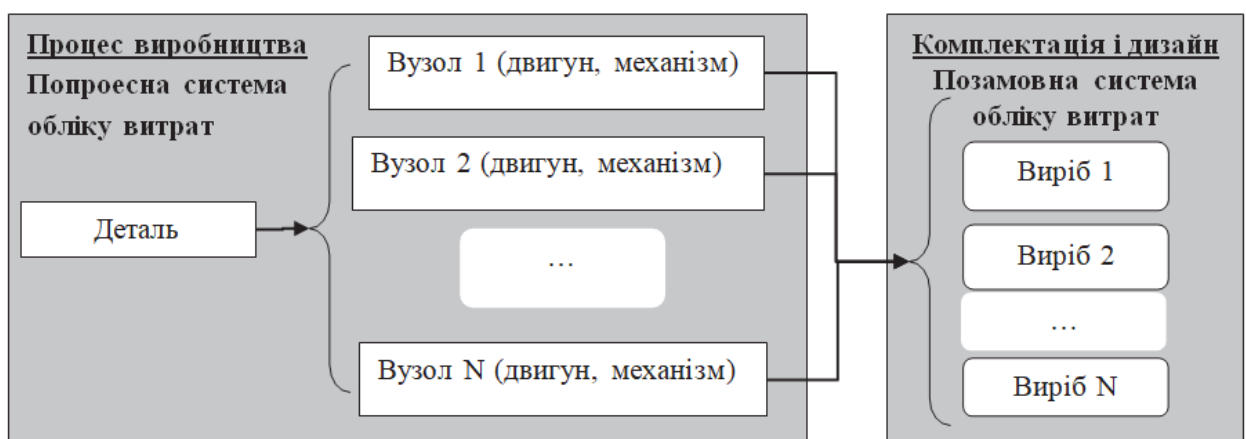 Процес виробництва
Попроесна система
обліку витрат
Деталь
Вузол 1 (двигун, механізм)
Вузол 2 (двигун, механізм)
…
Вузол N (двигун, механізм)
Комплектація і дизайн
Позамовна система
обліку витрат
Виріб 1
Виріб 2
…
Виріб N